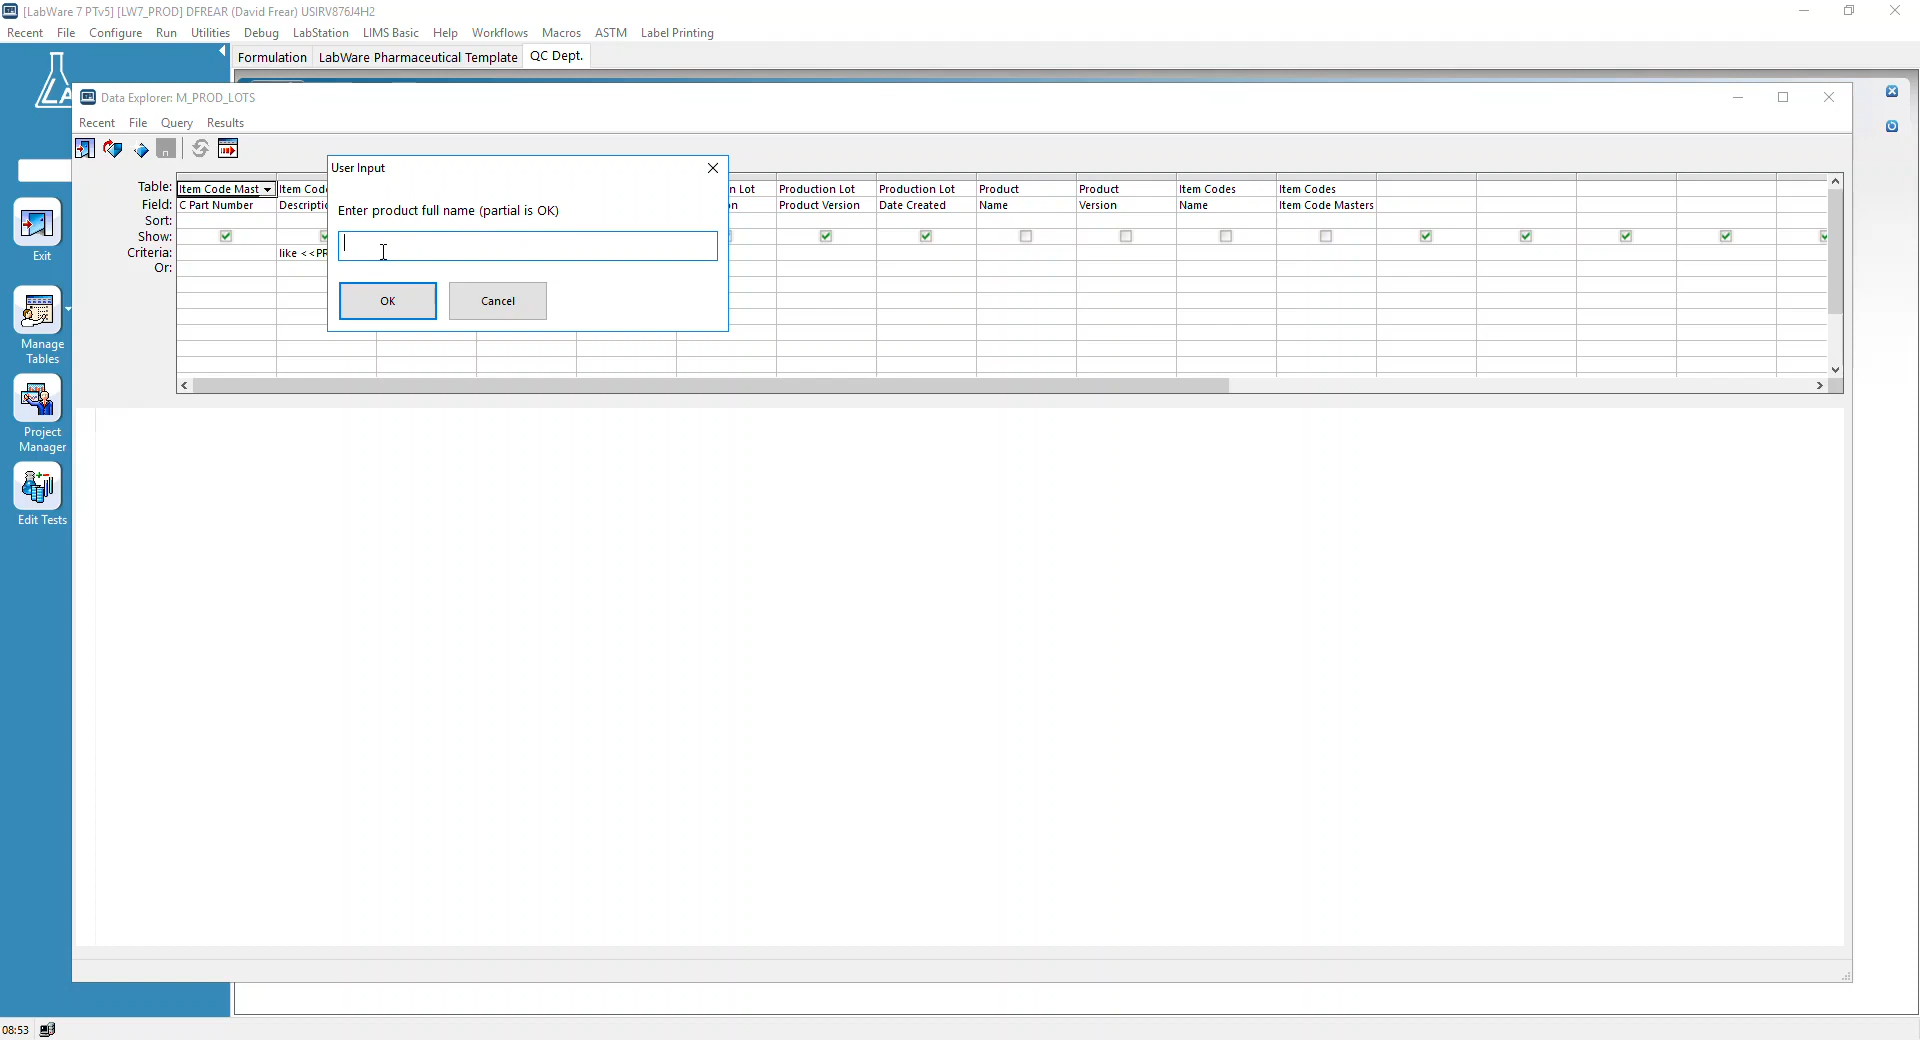 [LabWare 7 PTv5] [LW7_PROD] DFREAR (David Frear) USIRV876J4H2
Recent File Configure Run Utilities Debug LabStation LIMS Basic Help Workflows Macros ASTM Label Printing
Formulation LabWare Pharmaceutical Template QC Dept.
Data Explorer: M_PROD_LOTS
Recent File Query Results
User Input
Enter product full name (partial is OK)
OK Cancel
Table: Item Code Mast Item Cod n Lot Production Lot Production Lot Product Product Item Codes Item Codes
Field: C Part Number Descriptio on Product Version Date Created Name Version Name Item Code Masters
Sort:
Show:
Criteria: like <<PR
Or:
Exit
Manage
Tables
Project
Manager
Edit Tests
08:53